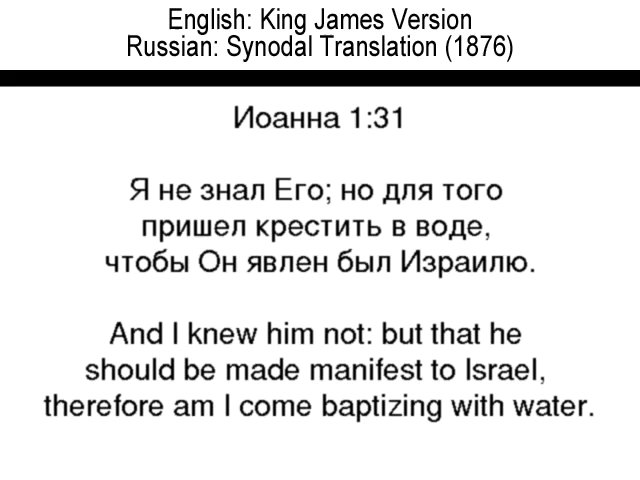 English: King James Version
Russian: Synodal Translation (1876)
Иоанна 1:31
Я не знал Его; но для того
пришел крестить в воде,
чтобы Он явлен был Израилю.
And I knew him not: but that he
should be made manifest to Israel,
therefore am I come baptizing with water.